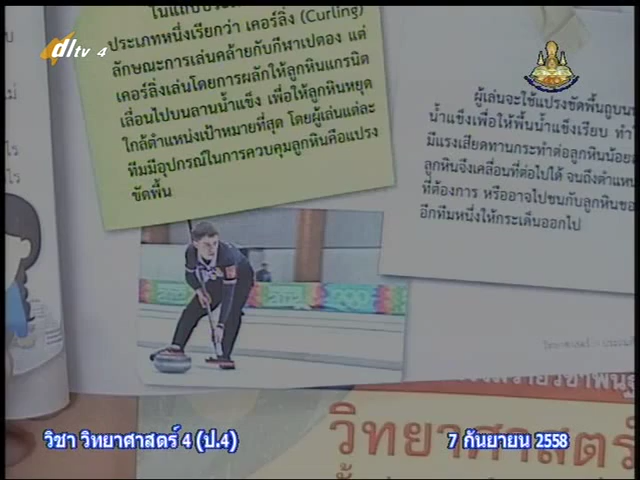 dltv 4
ประเภทหนึ่งเรียกว่า เคอร์ลิ่ง (Curling)
ลักษณะการเล่นคล้ายกับกีฬาเปตอง แต่
เคอร์ลิ่งเล่นโดยการผลักให้ลูกหินแกรนิต
เลื่อนไปบนลานน้ำแข็ง เพื่อให้ลูกหินหยุด
ใกล้ตำแหน่งเป้าหมายที่สุด โดยผู้เล่นแต่ละ
ทีมมีอุปกรณ์ในการควบคุมลูกหินคือแปรง
ขัดพื้น
ผู้เล่นจะใช้แปรงขัดพื้นถูบน
น้ำแข็งเพื่อให้พื้นน้ำแข็งเรียบ
มีแรงเสียดทานกระทำต่อลูกหินน้อย
ลูกหินจึงเคลื่อนที่ต่อไปได้ จนถึงตำแหน่
ที่ต้องการ หรืออาจไปชนกับลูกหินของ
อีกทีมหนึ่งให้กระเด็นออกไป
วิทยาศาสตร์
วิชา วิทยาศาสตร์ 4 (ป.4)
7 กันยายน 2558